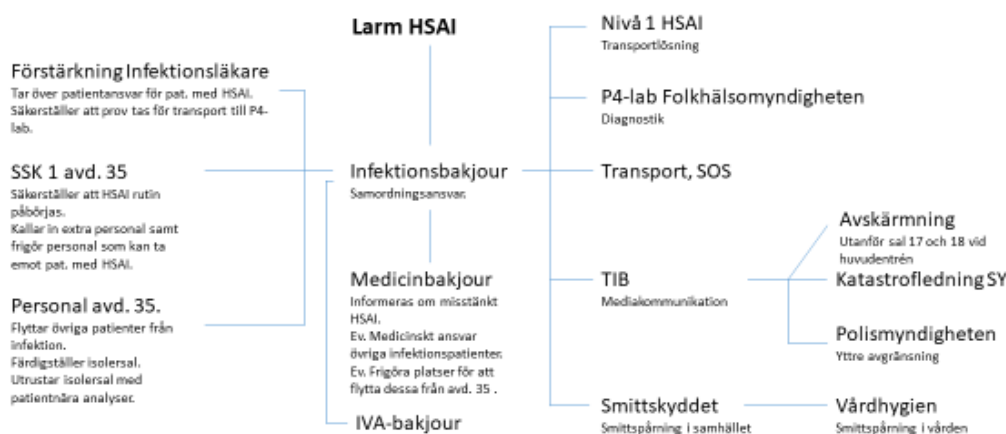 Larm HSAI
Förstärkning Infektionsläkare
Tar över patientansvar för pat. med HSAI.
Säkerställer att prov tas för transport till P4-
lab.
SSK 1 avd. 35
Säkerställer att HSAI rutin
påbörjas.
Kallar in extra personal samt
frigör personal som kan ta
emot pat. med HSAI.
Personal avd. 35.
Flyttar övriga patienter från
infektion.
Färdigställer isolersal.
Utrustar isolersal med
patientnära analyser.
Infektionsbakjour
Samordningsansvar.
Medicinbakjour
Informeras om misstänkt
HSAI.
Ev. Medicinskt ansvar
övriga infektionspatienter.
Ev. Frigöra platser för att
flytta dessa från avd. 35 .
IVA-bakjour
Nivå 1 HSAI
Transportlösning
P4-lab Folkhälsomyndigheten
Diagnostik
Transport, SOS
TIB
Mediakommunikation
Smittskyddet
Smittspårning i samhället
Avskärmning
Utanför sal 17 och 18 vid
huvudentrén
Katastrofledning SY
Polismyndigheten
Yttre avgränsning
Vårdhygien
Smittspårning i vården